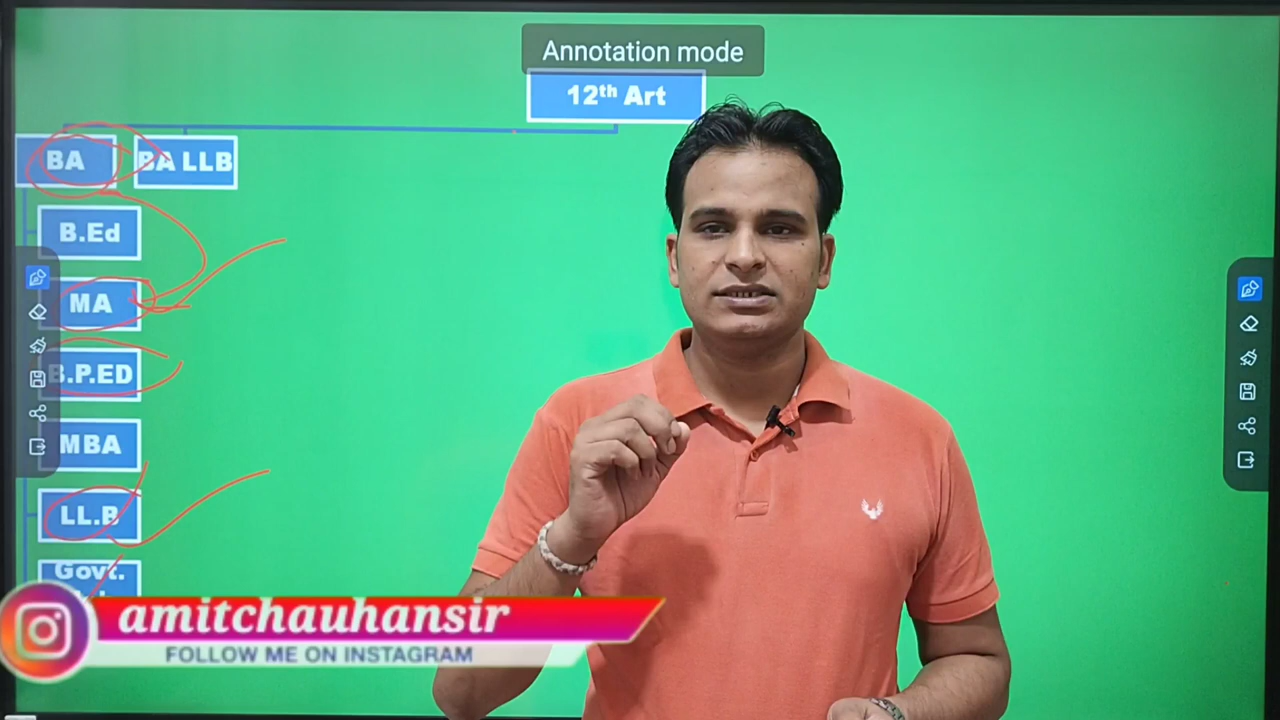 Annotation mode
12th Art
BA
BA LLB
B.Ed
MA
B.P.ED
MBA
LL.B
Govt.
amitchauhansir
FOLLOW ME ON INSTAGRAM